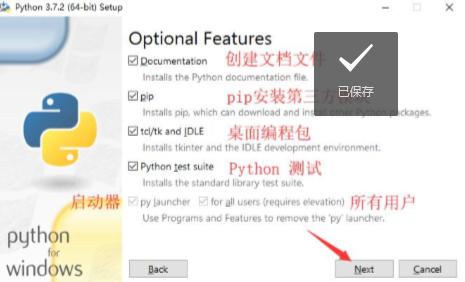 Python 3.7.2 (64-bit) Setup
Optional Features
Documentation 创建文档文件
Installs the Python documentation file.
已保存
pip pip安装第三方模块
Installs pip, which can download and install other Python packages.
tcl/tk and IDLE 桌面编程包
Installs tkinter and the IDLE development environment.
Python test suite Python 测试
Installs the standard library test suite.
启动器 py launcher for all users (requires elevation) 所有用户
Use Programs and Features to remove the 'py' launcher.
python
for
windows
Back Next Cancel